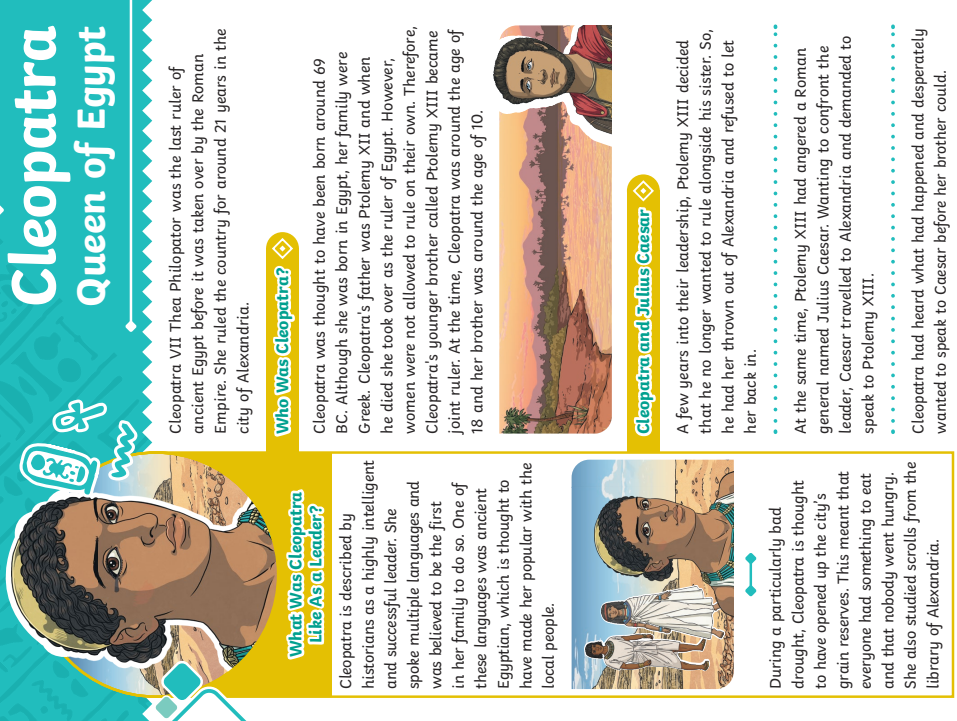 Cleopatra
Queen of Egypt
Cleopatra VII Thea Philopator was the last ruler of
ancient Egypt before it was taken over by the Roman
Empire. She ruled the country for around 21 years in the
city of Alexandria.
Who Was Cleopatra?
Cleopatra was thought to have been born around 69
BC. Although she was born in Egypt, her family were
Greek. Cleopatra's father was Ptolemy XII and when
he died she took over as the ruler of Egypt. However,
women were not allowed to rule on their own. Therefore,
Cleopatra's younger brother called Ptolemy XIII became
joint ruler. At the time, Cleopatra was around the age of
18 and her brother was around the age of 10.
Cleopatra and Julius Caesar
A few years into their leadership, Ptolemy XIII decided
that he no longer wanted to rule alongside his sister. So,
he had her thrown out of Alexandria and refused to let
her back in.
At the same time, Ptolemy XIII had angered a Roman
general named Julius Caesar. Wanting to confront the
leader, Caesar travelled to Alexandria and demanded to
speak to Ptolemy XIII.
Cleopatra had heard what had happened and desperately
wanted to speak to Caesar before her brother could.
What Was Cleopatra
Like As a Leader?
Cleopatra is described by
historians as a highly intelligent
and successful leader. She
spoke multiple languages and
was believed to be the first
in her family to do so. One of
these languages was ancient
Egyptian, which is thought to
have made her popular with the
local people.
During a particularly bad
drought, Cleopatra is thought
to have opened up the city's
grain reserves. This meant that
everyone had something to eat
and that nobody went hungry.
She also studied scrolls from the
library of Alexandria.